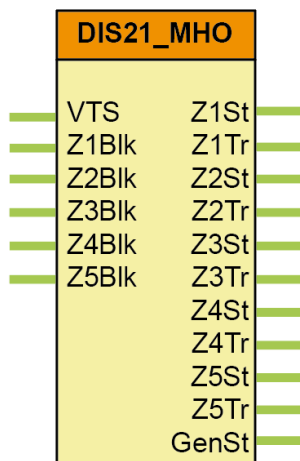 DIS21_MHO
VTS Z1St
Z1Blk Z1Tr
Z2Blk Z2St
Z3Blk Z2Tr
Z4Blk Z3St
Z5Blk Z3Tr
Z4St
Z4Tr
Z5St
Z5Tr
GenSt